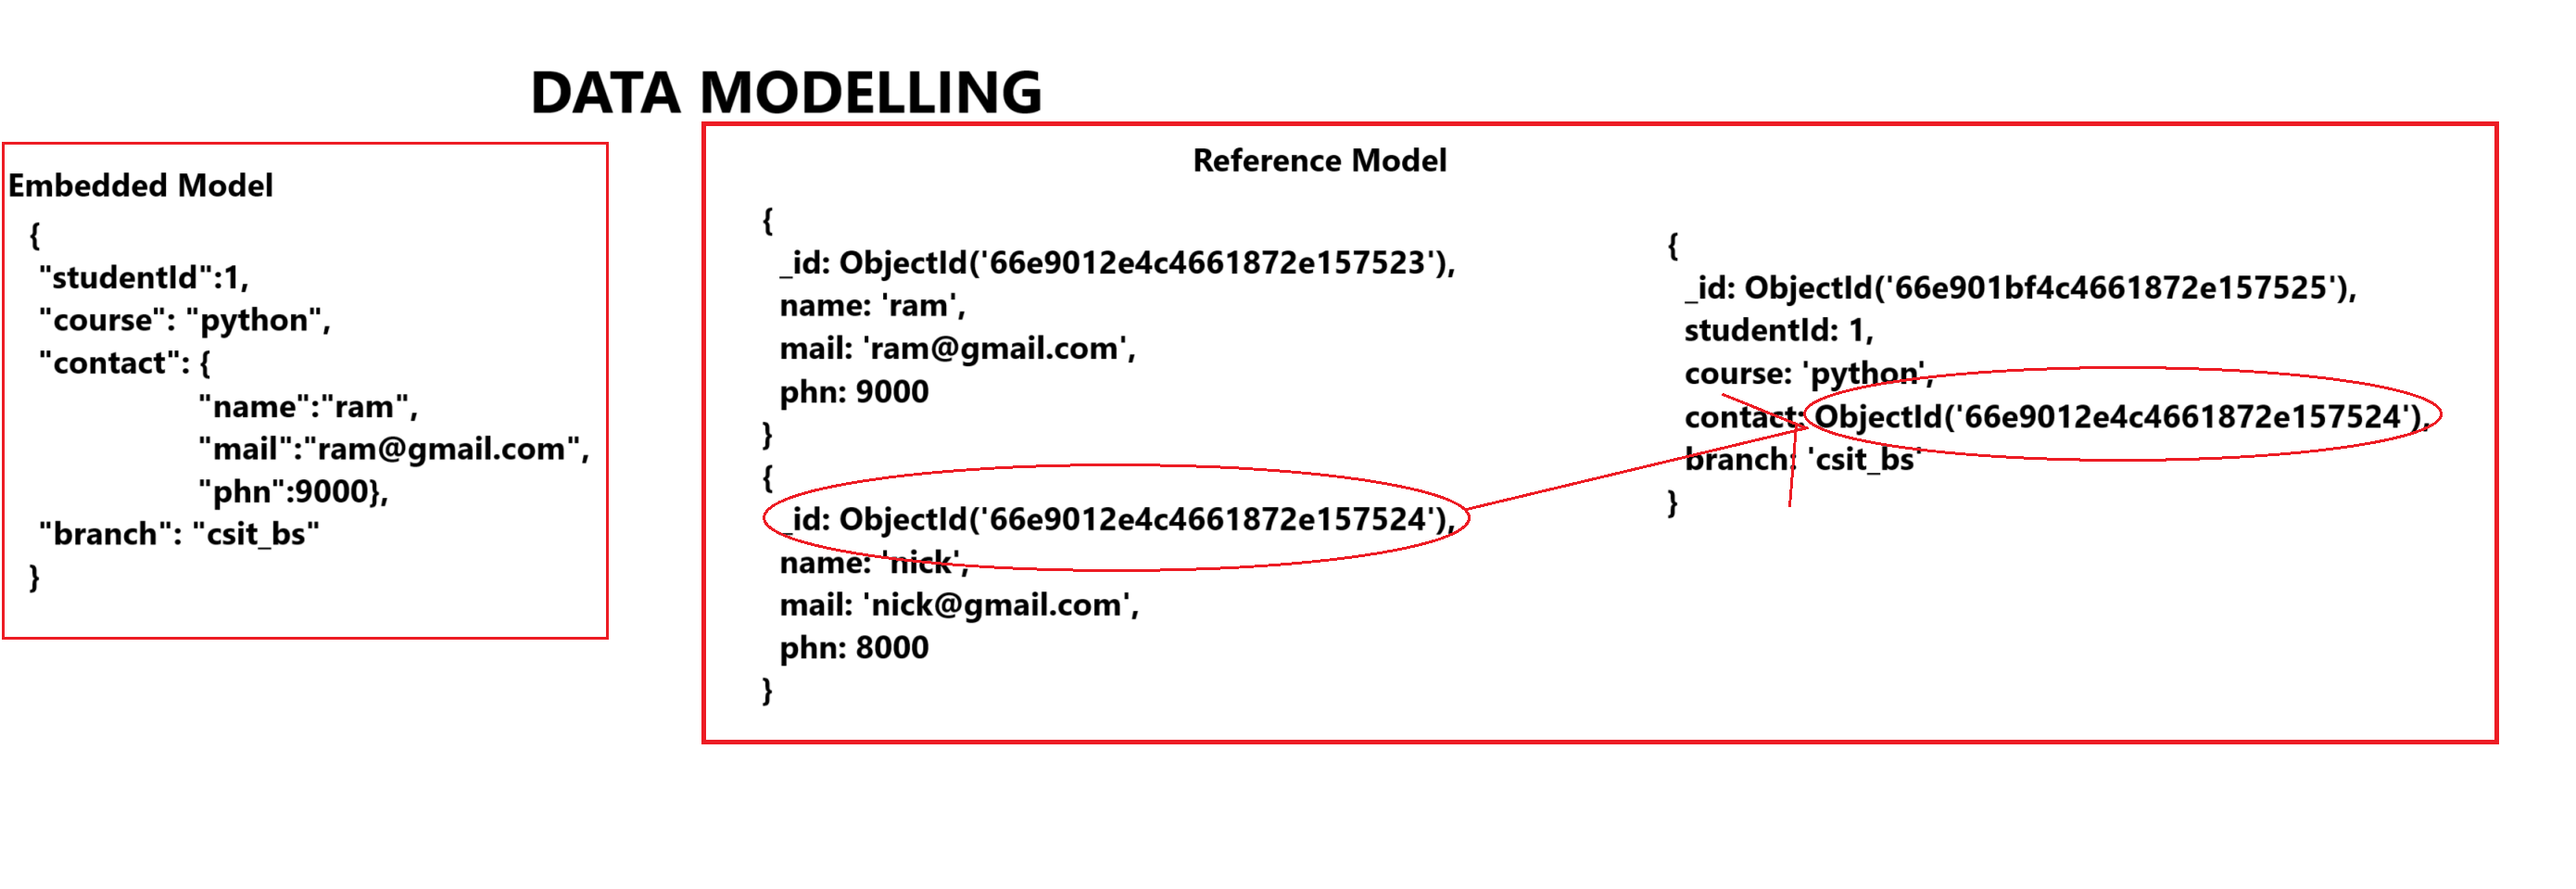 DATA MODELLING
Embedded Model
{
"studentId":1,
"course": "python",
"contact": {
"name":"ram",
"mail":"ram@gmail.com",
"phn":9000},
"branch": "csit_bs"
}
Reference Model
{
_id: ObjectId('66e9012e4c4661872e157523'),
name: 'ram',
mail: 'ram@gmail.com',
phn: 9000
}
{
_id: ObjectId('66e9012e4c4661872e157524'),
name: 'nick',
mail: 'nick@gmail.com',
phn: 8000
}
{
_id: ObjectId('66e901bf4c4661872e157525'),
studentId: 1,
course: 'python',
contact: ObjectId('66e9012e4c4661872e157524'),
branch: 'csit_bs'
}